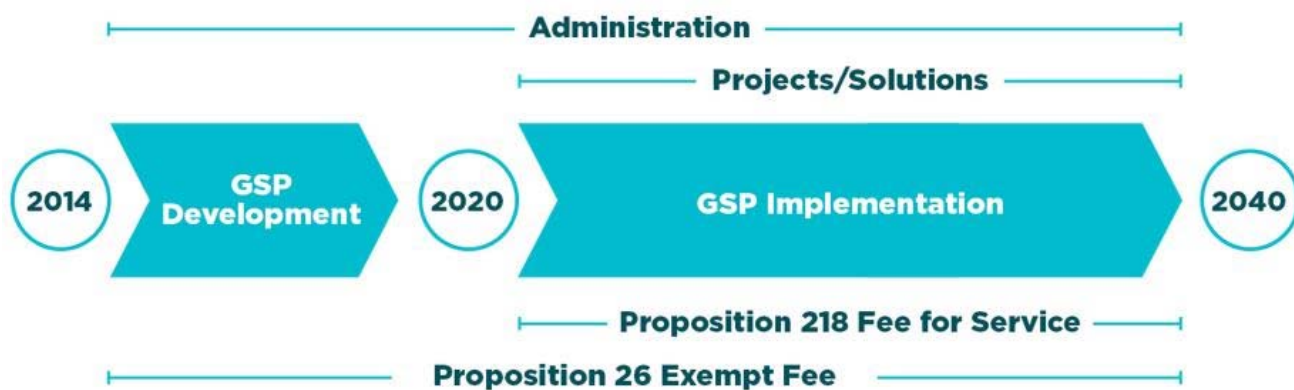 Administration
Projects/Solutions
2014
GSP
Development
2020
GSP Implementation
2040
Proposition 218 Fee for Service
Proposition 26 Exempt Fee